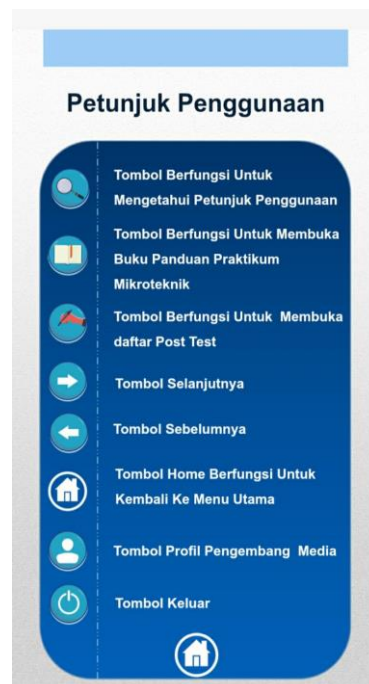 Petunjuk Penggunaan
Tombol Berfungsi Untuk
Mengetahui Petunjuk Penggunaan
Tombol Berfungsi Untuk Membuka
Buku Panduan Praktikum
Mikroteknik
Tombol Berfungsi Untuk Membuka
daftar Post Test
Tombol Selanjutnya
Tombol Sebelumnya
Tombol Home Berfungsi Untuk
Kembali Ke Menu Utama
Tombol Profil Pengembang Media
Tombol Keluar